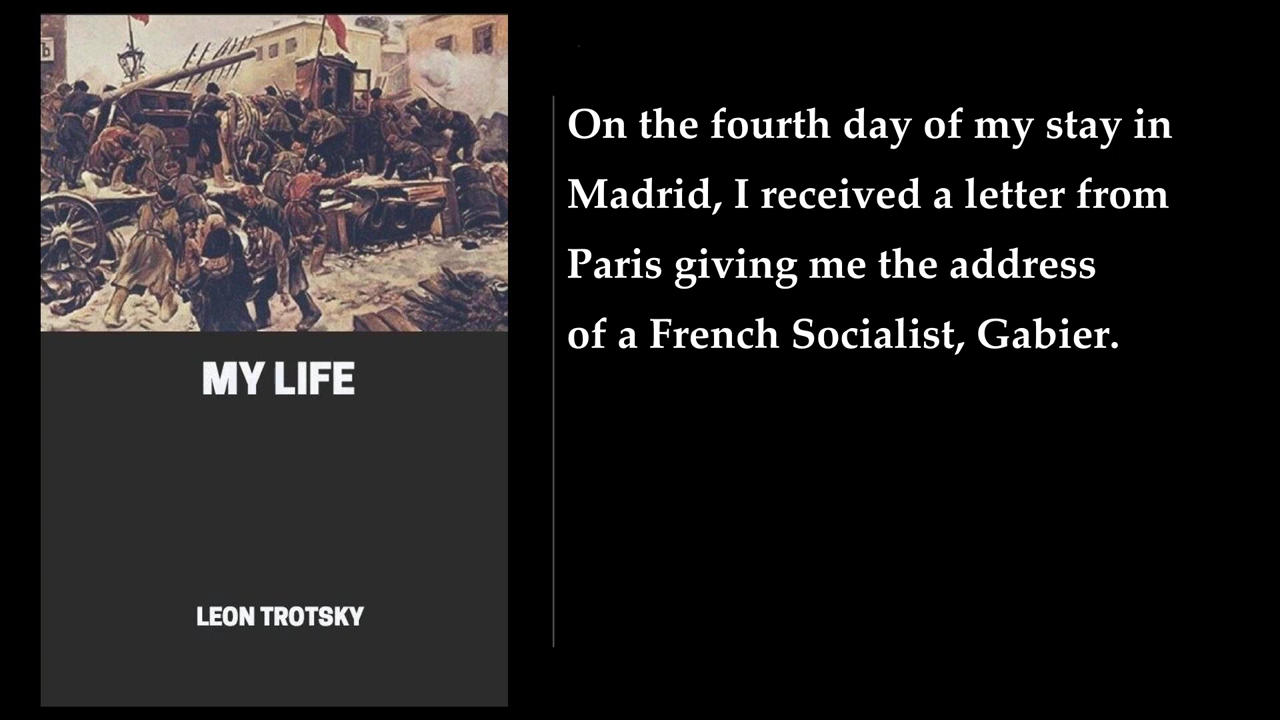 Ъ
MY LIFE
LEON TROTSKY
On the fourth day of my stay in
Madrid, I received a letter from
Paris giving me the address
of a French Socialist, Gabier.